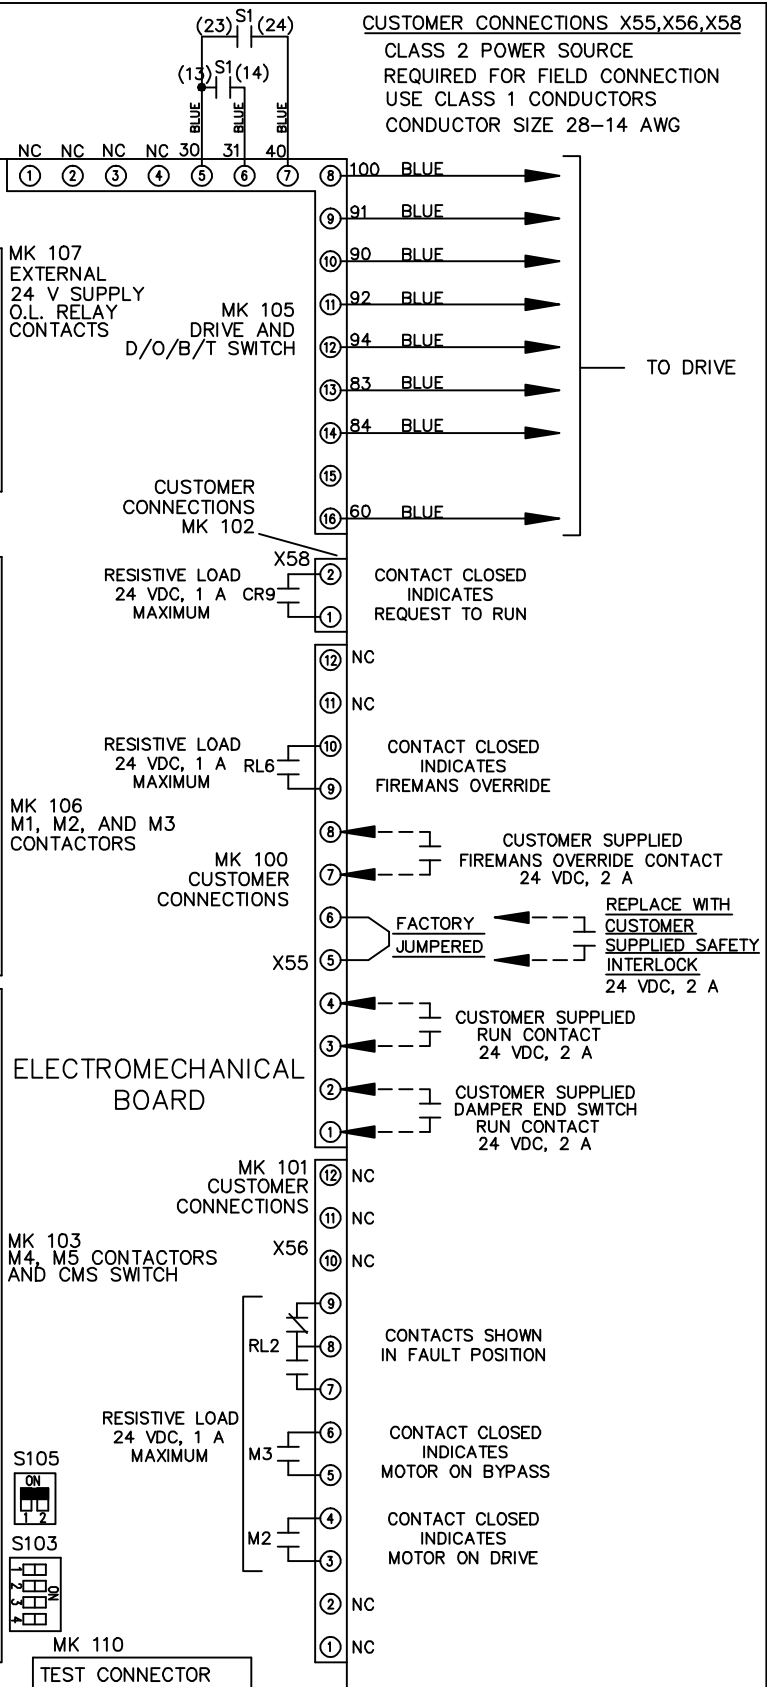 CUSTOMER CONNECTIONS X55,X56,X58
CLASS 2 POWER SOURCE
REQUIRED FOR FIELD CONNECTION
USE CLASS 1 CONDUCTORS
CONDUCTOR SIZE 28-14 AWG
S1
(23) (24)
S1
(13) (14)
BLUE BLUE BLUE
NC NC NC NC 30 31 40
1 2 3 4 5 6 7 8 100 BLUE
9 91 BLUE
10 90 BLUE
11 92 BLUE
12 94 BLUE
13 83 BLUE
14 84 BLUE
15
16 60 BLUE
TO DRIVE
MK 107
EXTERNAL
24 V SUPPLY
O.L. RELAY
CONTACTS
MK 105
DRIVE AND
D/O/B/T SWITCH
CUSTOMER
CONNECTIONS
MK 102
X58
2
1
RESISTIVE LOAD
24 VDC, 1 A
MAXIMUM
CR9
CONTACT CLOSED
INDICATES
REQUEST TO RUN
12 NC
11 NC
10
9
RESISTIVE LOAD
24 VDC, 1 A
MAXIMUM
RL6
CONTACT CLOSED
INDICATES
FIREMANS OVERRIDE
MK 106
M1, M2, AND M3
CONTACTORS
MK 100
CUSTOMER
CONNECTIONS
X55
8
7
CUSTOMER SUPPLIED
FIREMANS OVERRIDE CONTACT
24 VDC, 2 A
6
5
FACTORY
JUMPERED
REPLACE WITH
CUSTOMER
SUPPLIED SAFETY
INTERLOCK
24 VDC, 2 A
4
3
CUSTOMER SUPPLIED
RUN CONTACT
24 VDC, 2 A
2
1
CUSTOMER SUPPLIED
DAMPER END SWITCH
RUN CONTACT
24 VDC, 2 A
ELECTROMECHANICAL
BOARD
MK 101
CUSTOMER
CONNECTIONS
X56
12 NC
11 NC
10 NC
MK 103
M4, M5 CONTACTORS
AND CMS SWITCH
9
8
7
RL2
CONTACTS SHOWN
IN FAULT POSITION
RESISTIVE LOAD
24 VDC, 1 A
MAXIMUM
6
5
M3
CONTACT CLOSED
INDICATES
MOTOR ON BYPASS
4
3
M2
CONTACT CLOSED
INDICATES
MOTOR ON DRIVE
2 NC
1 NC
S105
ON
1 2
S103
1
2
3
4
ON
MK 110
TEST CONNECTOR